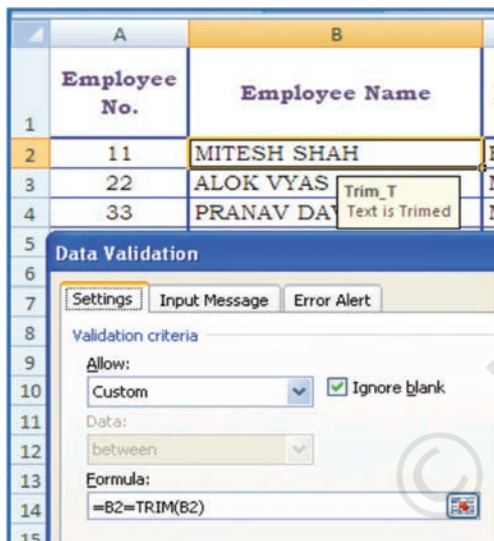 A B
Employee No. Employee Name
1
2 11 MITESH SHAH
3 22 ALOK VYAS
4 33 PRANAV DA
Trim_T
Text is Trimed
5
Data Validation
6
7 Settings Input Message Error Alert
8 Validation criteria
9 Allow:
10 Custom Ignore blank
11 Data:
12 between
13 Formula:
14 =B2=TRIM(B2)
15
©